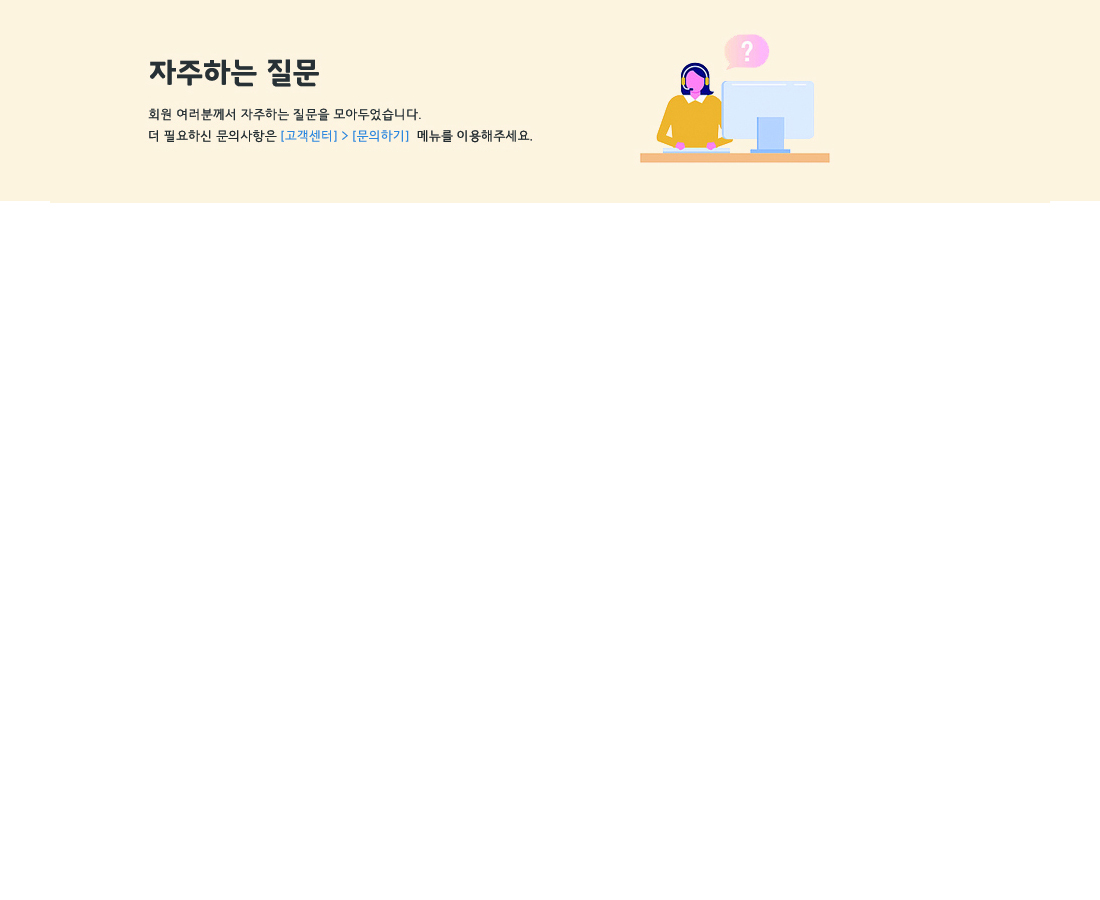 자주하는 질문
회원 여러분께서 자주하는 질문을 모아두었습니다.
더 필요하신 문의사항은 [고객센터] > [문의하기] 메뉴를 이용해주세요.
?